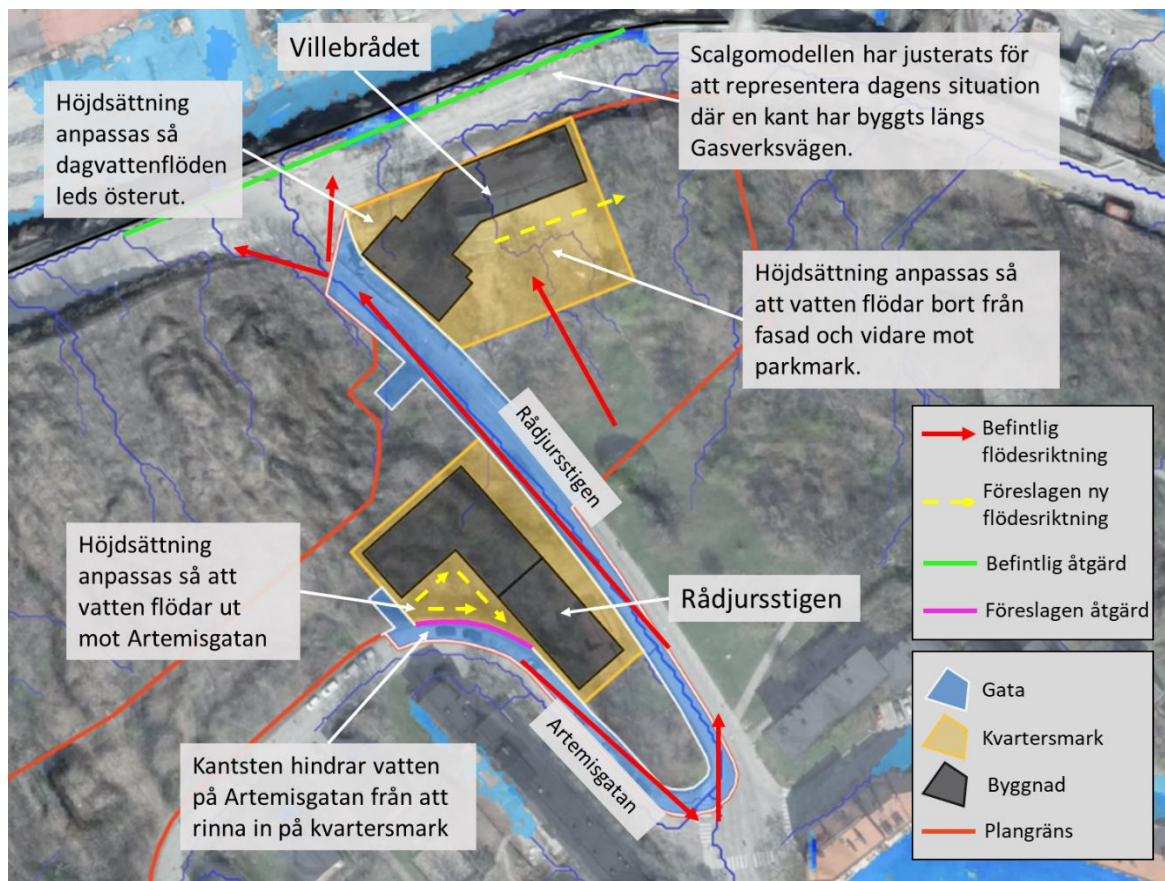 Villebrådet
Scalgomodellen har justerats för
att representera dagens situation
där en kant har byggts längs
Gasverksvägen.
Höjdsättning
anpassas så
dagvattenflöden
leds österut.
Höjdsättning anpassas så
att vatten flödar bort från
fasad och vidare mot
parkmark.
Rådjursstigen
Höjdsättning
anpassas så att
vatten flödar ut
mot Artemisgatan
Rådjursstigen
Artemisgatan
Kantsten hindrar vatten
på Artemisgatan från att
rinna in på kvartersmark
Befintlig
flödesriktning
Föreslagen ny
flödesriktning
Befintlig åtgärd
Föreslagen åtgärd
Gata
Kvartersmark
Byggnad
Plangräns